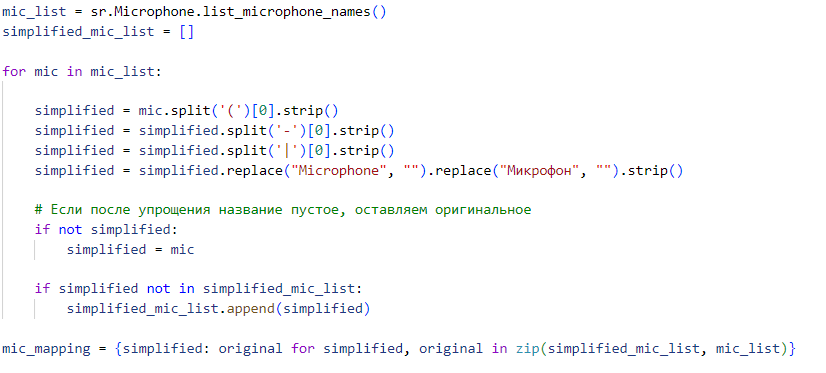 mic_list = sr.Microphone.list_microphone_names()
simplified_mic_list = []

for mic in mic_list:

    simplified = mic.split('(')[0].strip()
    simplified = simplified.split('-')[0].strip()
    simplified = simplified.split('|')[0].strip()
    simplified = simplified.replace("Microphone", "").replace("Микрофон", "").strip()

    # Если после упрощения название пустое, оставляем оригинальное
    if not simplified:
        simplified = mic

    if simplified not in simplified_mic_list:
        simplified_mic_list.append(simplified)

mic_mapping = {simplified: original for simplified, original in zip(simplified_mic_list, mic_list)}